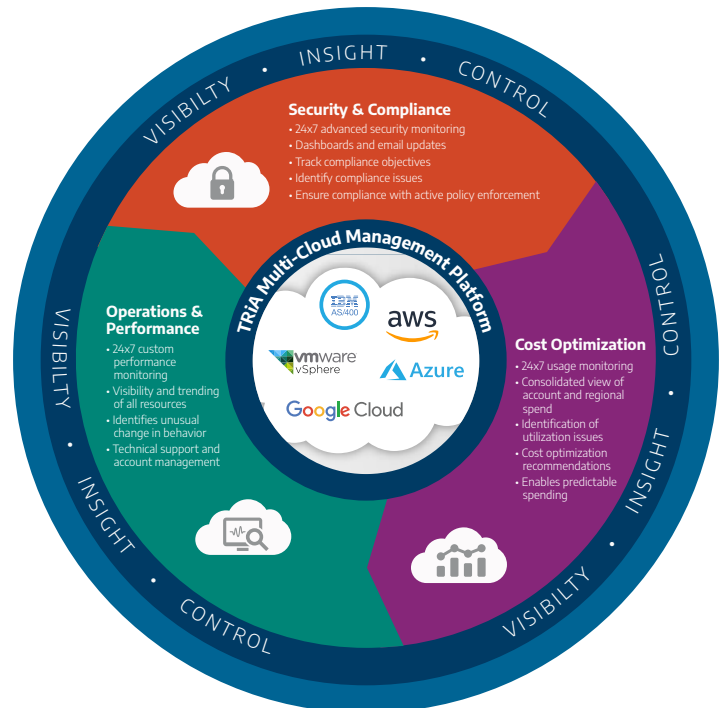 VISIBILTY • INSIGHT • CONTROL
Security & Compliance
• 24x7 advanced security monitoring
• Dashboards and email updates
• Track compliance objectives
• Identify compliance issues
• Ensure compliance with active policy enforcement
TRiA Multi-Cloud Management Platform
IBM
AS/400
aws
vmware
vSphere
Azure
Google Cloud
Operations &
Performance
• 24x7 custom
performance
monitoring
• Visibility and trending
of all resources
• Identifies unusual
change in behavior
• Technical support and
account management
Cost Optimization
• 24x7 usage monitoring
• Consolidated view of
account and regional
spend
• Identification of
utilization issues
• Cost optimization
recommendations
• Enables predictable
spending
VISIBILTY • INSIGHT • CONTROL
VISIBILTY • INSIGHT • CONTROL